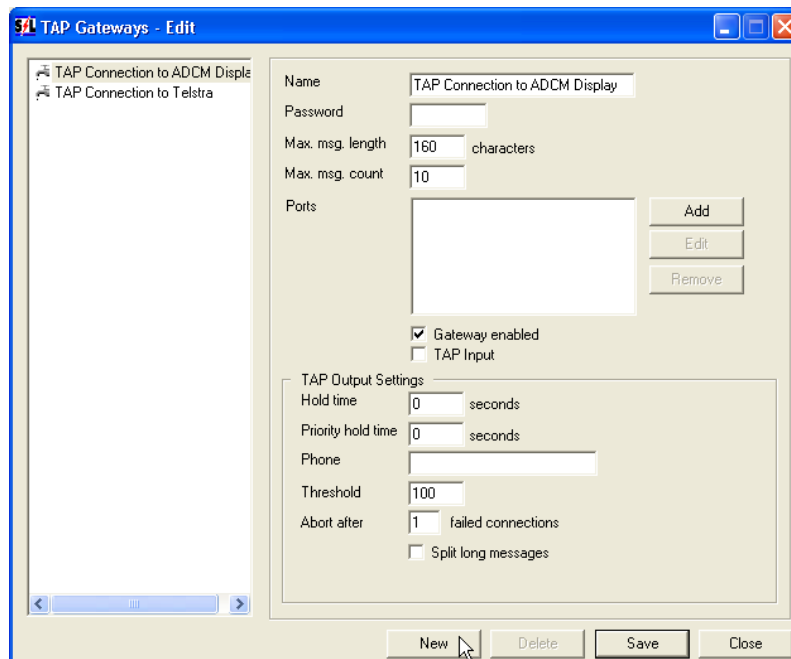 TAP Gateways - Edit
TAP Connection to ADCM Displa
TAP Connection to Telstra
Name
TAP Connection to ADCM Display
Password
Max. msg. length
160
characters
Max. msg. count
10
Ports
Add
Edit
Remove
Gateway enabled
TAP Input
TAP Output Settings
Hold time
0
seconds
Priority hold time
0
seconds
Phone
Threshold
100
Abort after
1
failed connections
Split long messages
New
Delete
Save
Close